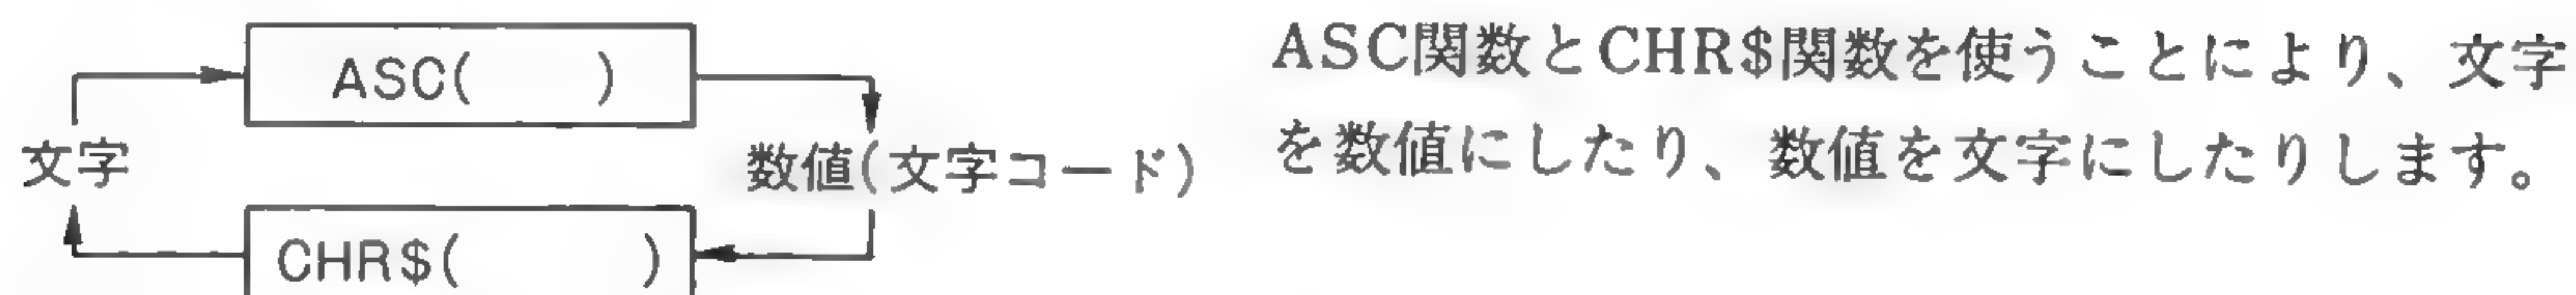 ASC(　　)
文字
数値(文字コード)
CHR$(　　)
ASC関数とCHR$関数を使うことにより、文字
を数値にしたり、数値を文字にしたりします。